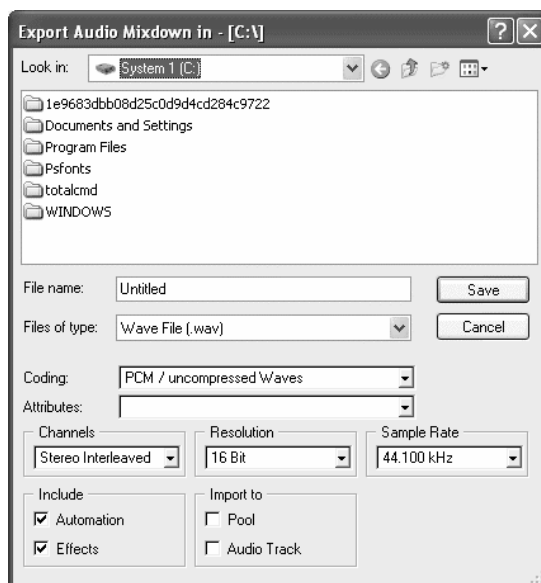 Export Audio Mixdown in - [C:\]
Look in: System 1 (C:)
1e9683dbb08d25c0d9d4cd284c9722
Documents and Settings
Program Files
Psfonts
totalcmd
WINDOWS
File name: Untitled Save
Files of type: Wave File (.wav) Cancel
Coding: PCM / uncompressed Waves
Attributes:
Channels Resolution Sample Rate
Stereo Interleaved 16 Bit 44.100 kHz
Include Import to
Automation Pool
Effects Audio Track